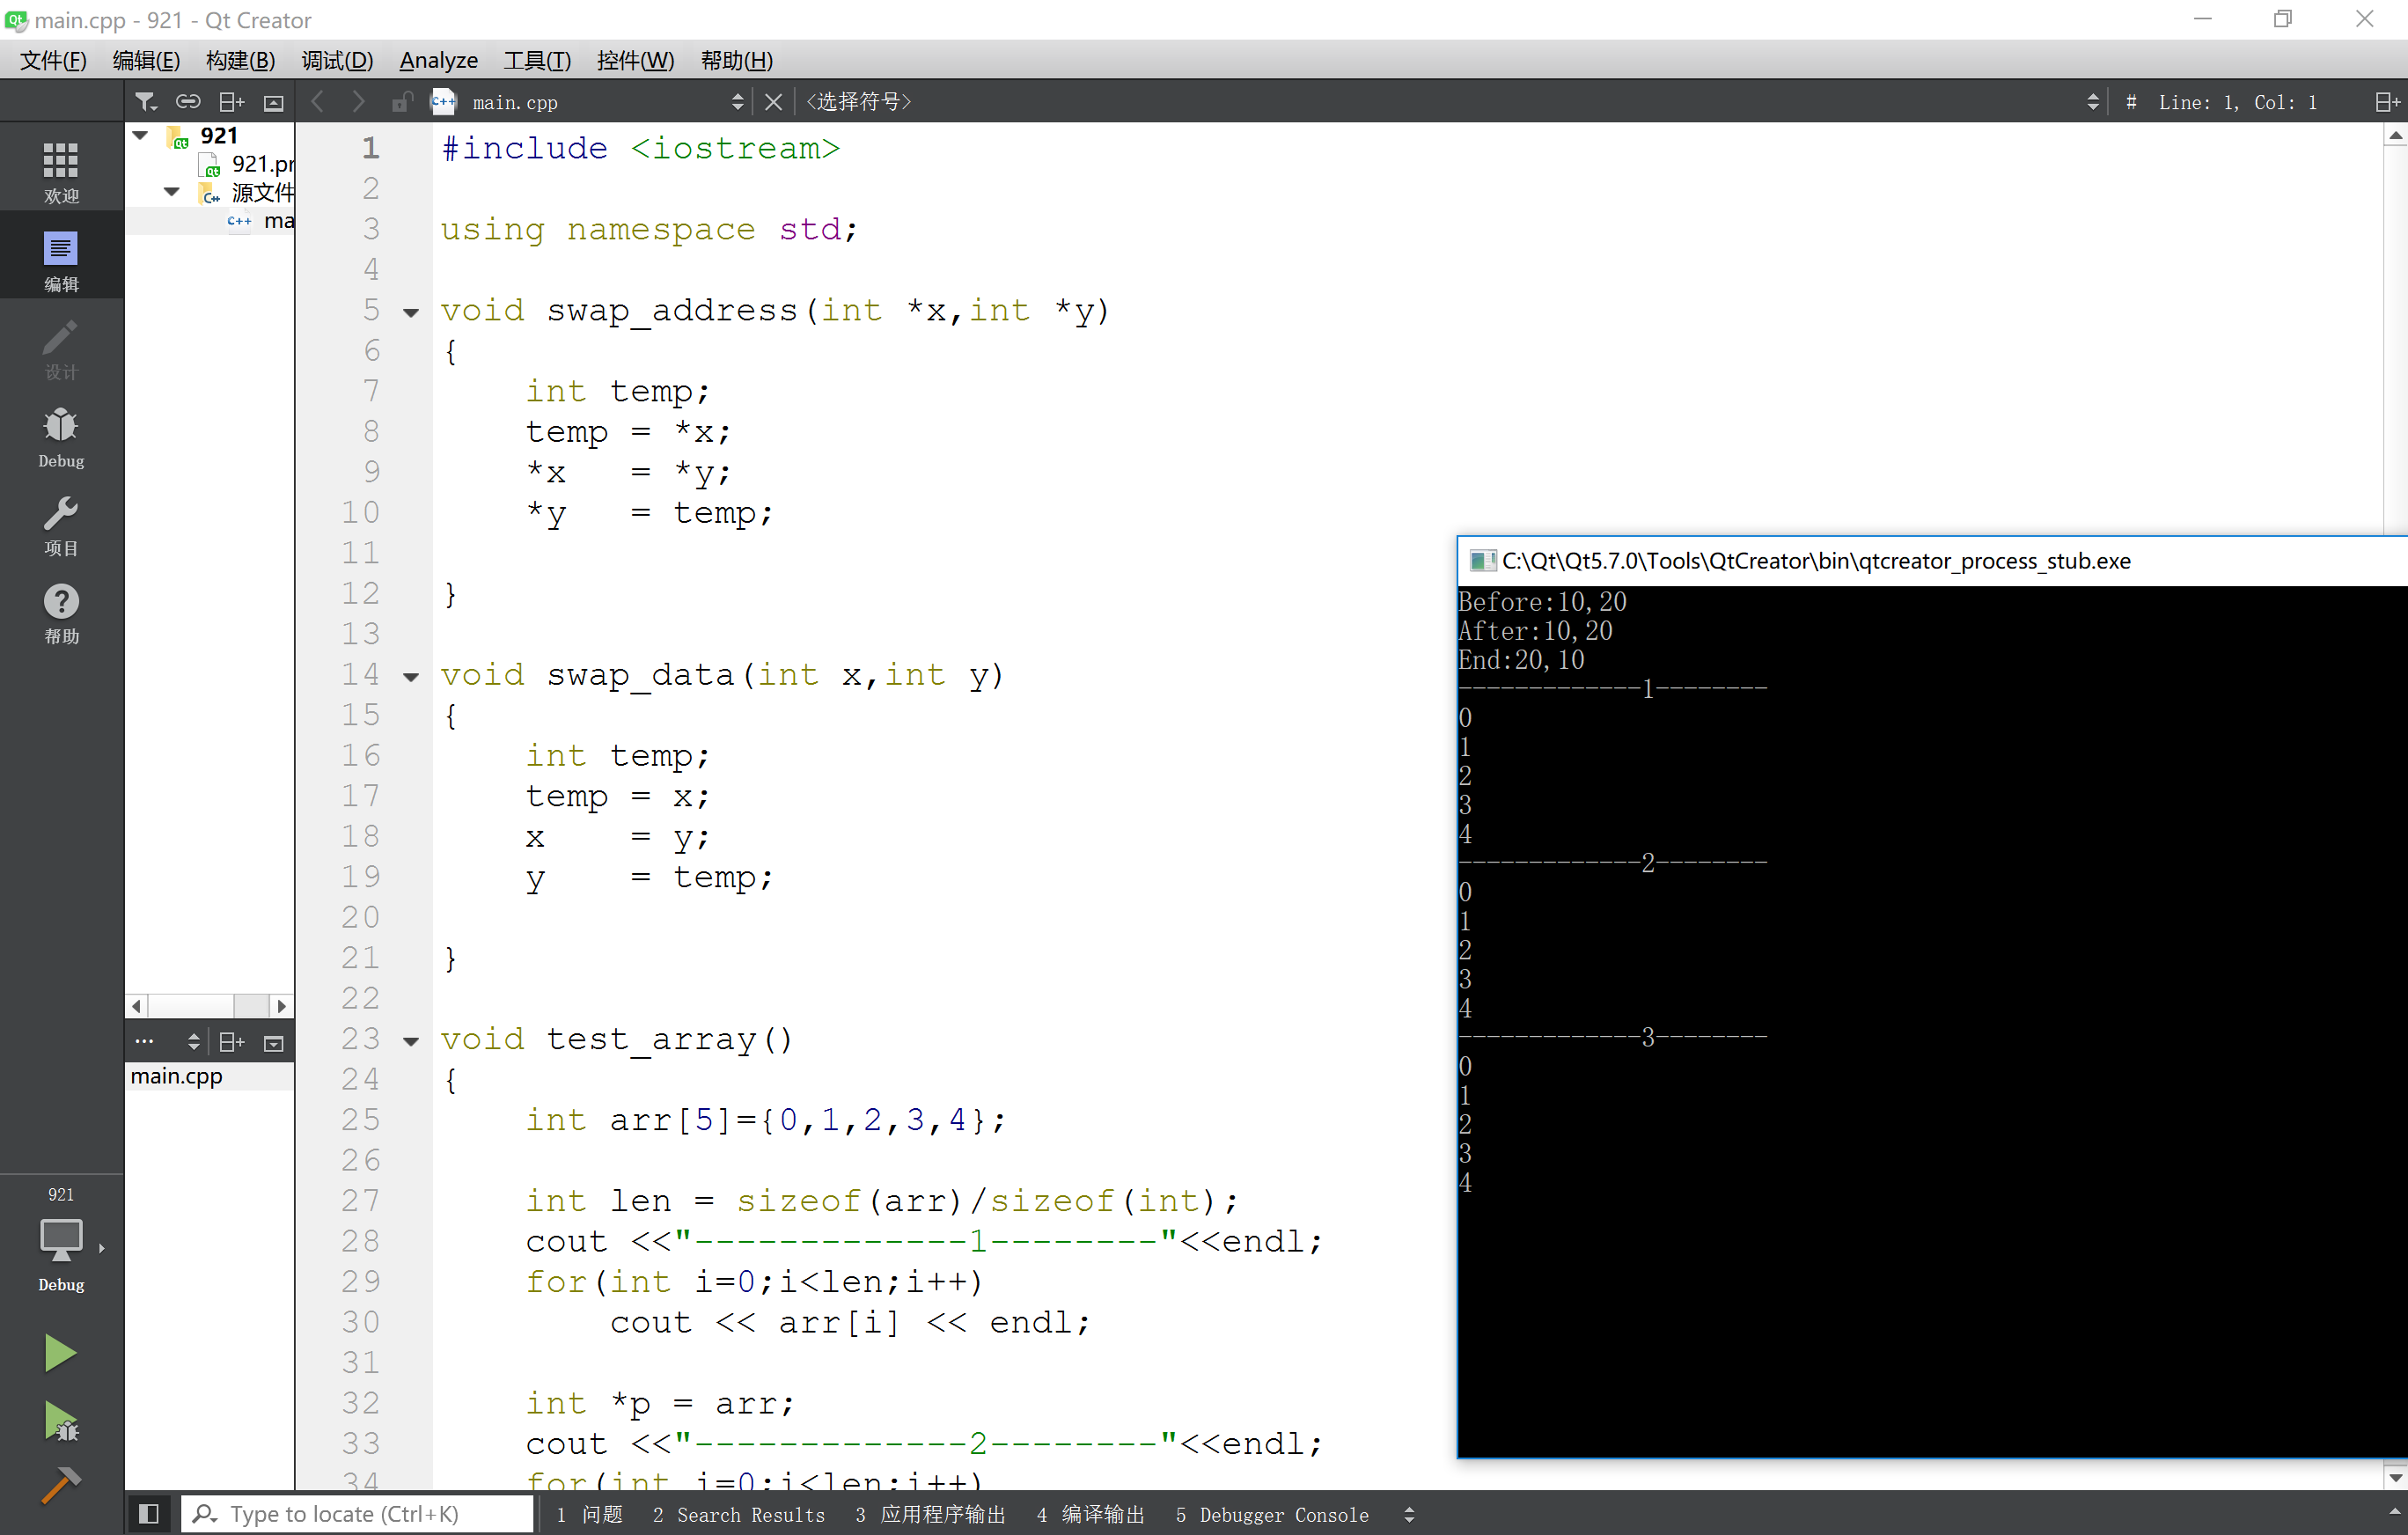 main.cpp - 921 - Qt Creator
文件(F) 编辑(E) 构建(B) 调试(D) Analyze 工具(T) 控件(W) 帮助(H)
main.cpp <选择符号> # Line: 1, Col: 1
欢迎
编辑
设计
Debug
项目
帮助
921
921.pr
源文件
ma
main.cpp
921
Debug
1 #include <iostream>
2
3 using namespace std;
4
5 void swap_address(int *x,int *y)
6 {
7     int temp;
8     temp = *x;
9     *x   = *y;
10     *y   = temp;
11
12 }
13
14 void swap_data(int x,int y)
15 {
16     int temp;
17     temp = x;
18     x    = y;
19     y    = temp;
20
21 }
22
23 void test_array()
24 {
25     int arr[5]={0,1,2,3,4};
26
27     int len = sizeof(arr)/sizeof(int);
28     cout <<"-------------1--------"<<endl;
29     for(int i=0;i<len;i++)
30         cout << arr[i] << endl;
31
32     int *p = arr;
33     cout <<"-------------2--------"<<endl;
34     for(int i=0;i<len;i++)
C:\Qt\Qt5.7.0\Tools\QtCreator\bin\qtcreator_process_stub.exe
Before:10,20
After:10,20
End:20,10
-------------1--------
0
1
2
3
4
-------------2--------
0
1
2
3
4
-------------3--------
0
1
2
3
4
Type to locate (Ctrl+K) 1 问题 2 Search Results 3 应用程序输出 4 编译输出 5 Debugger Console